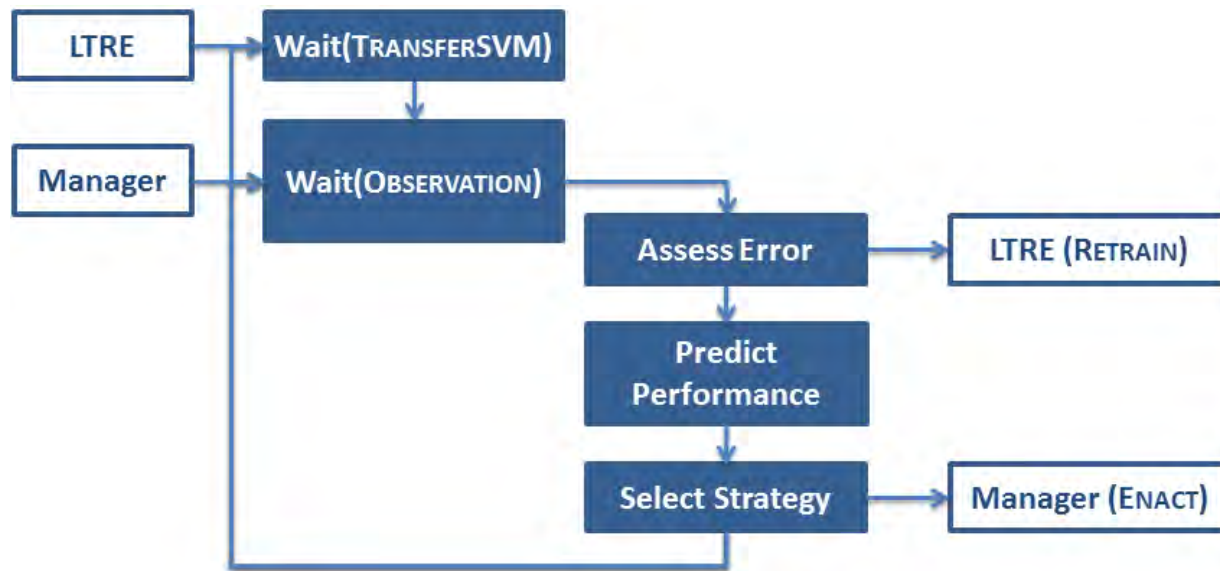 LTRE
Wait(TRANSFERSVM)
Manager
Wait(OBSERVATION)
Assess Error
LTRE (RETRAIN)
Predict
Performance
Select Strategy
Manager (ENACT)